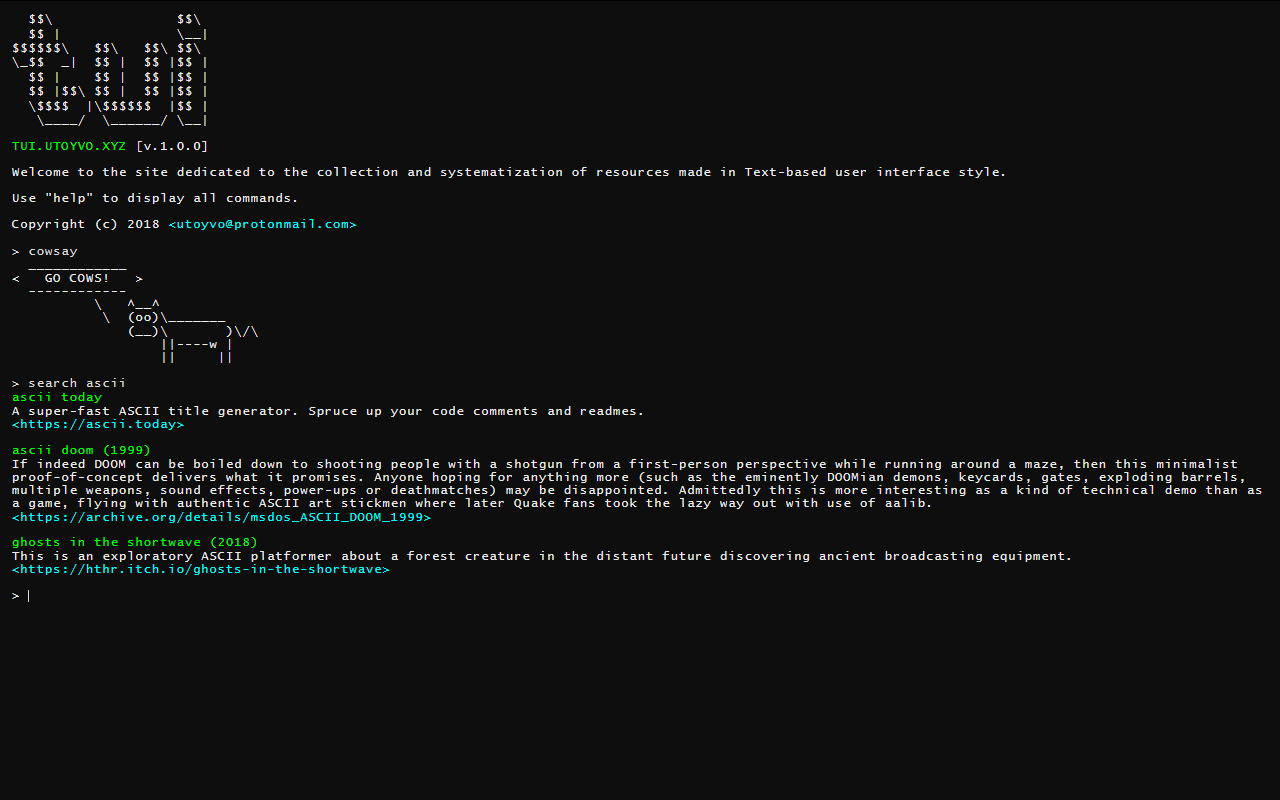 $$\               $$\
  $$ |              \__|
$$$$$$\   $$\   $$\ $$\
\_$$  _|  $$ |  $$ |$$ |
  $$ |    $$ |  $$ |$$ |
  $$ |$$\ $$ |  $$ |$$ |
  \$$$$  |\$$$$$$  |$$ |
   \____/  \______/ \__|
TUI.UTOYVO.XYZ [v.1.0.0]
Welcome to the site dedicated to the collection and systematization of resources made in Text-based user interface style.
Use "help" to display all commands.
Copyright (c) 2018 <utoyvo@protonmail.com>
> cowsay
  ____________
<   GO COWS!   >
  ------------
          \   ^__^
           \  (oo)\_______
              (__)\       )\/\
                  ||----w |
                  ||     ||
> search ascii
ascii today
A super-fast ASCII title generator. Spruce up your code comments and readmes.
<https://ascii.today>
ascii doom (1999)
If indeed DOOM can be boiled down to shooting people with a shotgun from a first-person perspective while running around a maze, then this minimalist
proof-of-concept delivers what it promises. Anyone hoping for anything more (such as the eminently DOOMian demons, keycards, gates, exploding barrels,
multiple weapons, sound effects, power-ups or deathmatches) may be disappointed. Admittedly this is more interesting as a kind of technical demo than as
a game, flying with authentic ASCII art stickmen where later Quake fans took the lazy way out with use of aalib.
<https://archive.org/details/msdos_ASCII_DOOM_1999>
ghosts in the shortwave (2018)
This is an exploratory ASCII platformer about a forest creature in the distant future discovering ancient broadcasting equipment.
<https://hthr.itch.io/ghosts-in-the-shortwave>
>